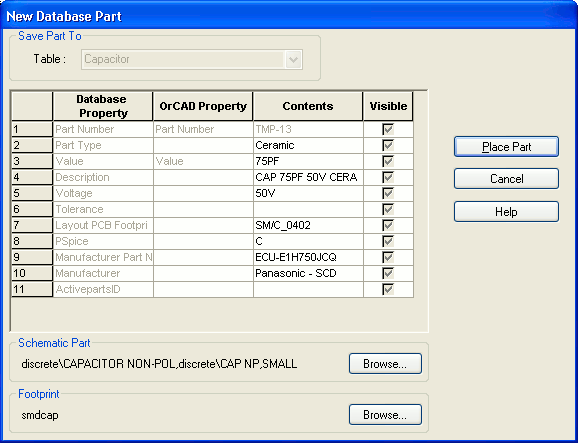 New Database Part
Save Part To
Table : Capacitor
Database Property OrCAD Property Contents Visible
1 Part Number Part Number TMP-13
2 Part Type Ceramic
3 Value Value 75PF
4 Description CAP 75PF 50V CERA
5 Voltage 50V
6 Tolerance
7 Layout PCB Footpri SM/C_0402
8 PSpice C
9 Manufacturer Part N ECU-E1H750JCQ
10 Manufacturer Panasonic - SCD
11 ActivepartsID
Place Part
Cancel
Help
Schematic Part
discrete\CAPACITOR NON-POL,discrete\CAP NP,SMALL Browse...
Footprint
smdcap Browse...